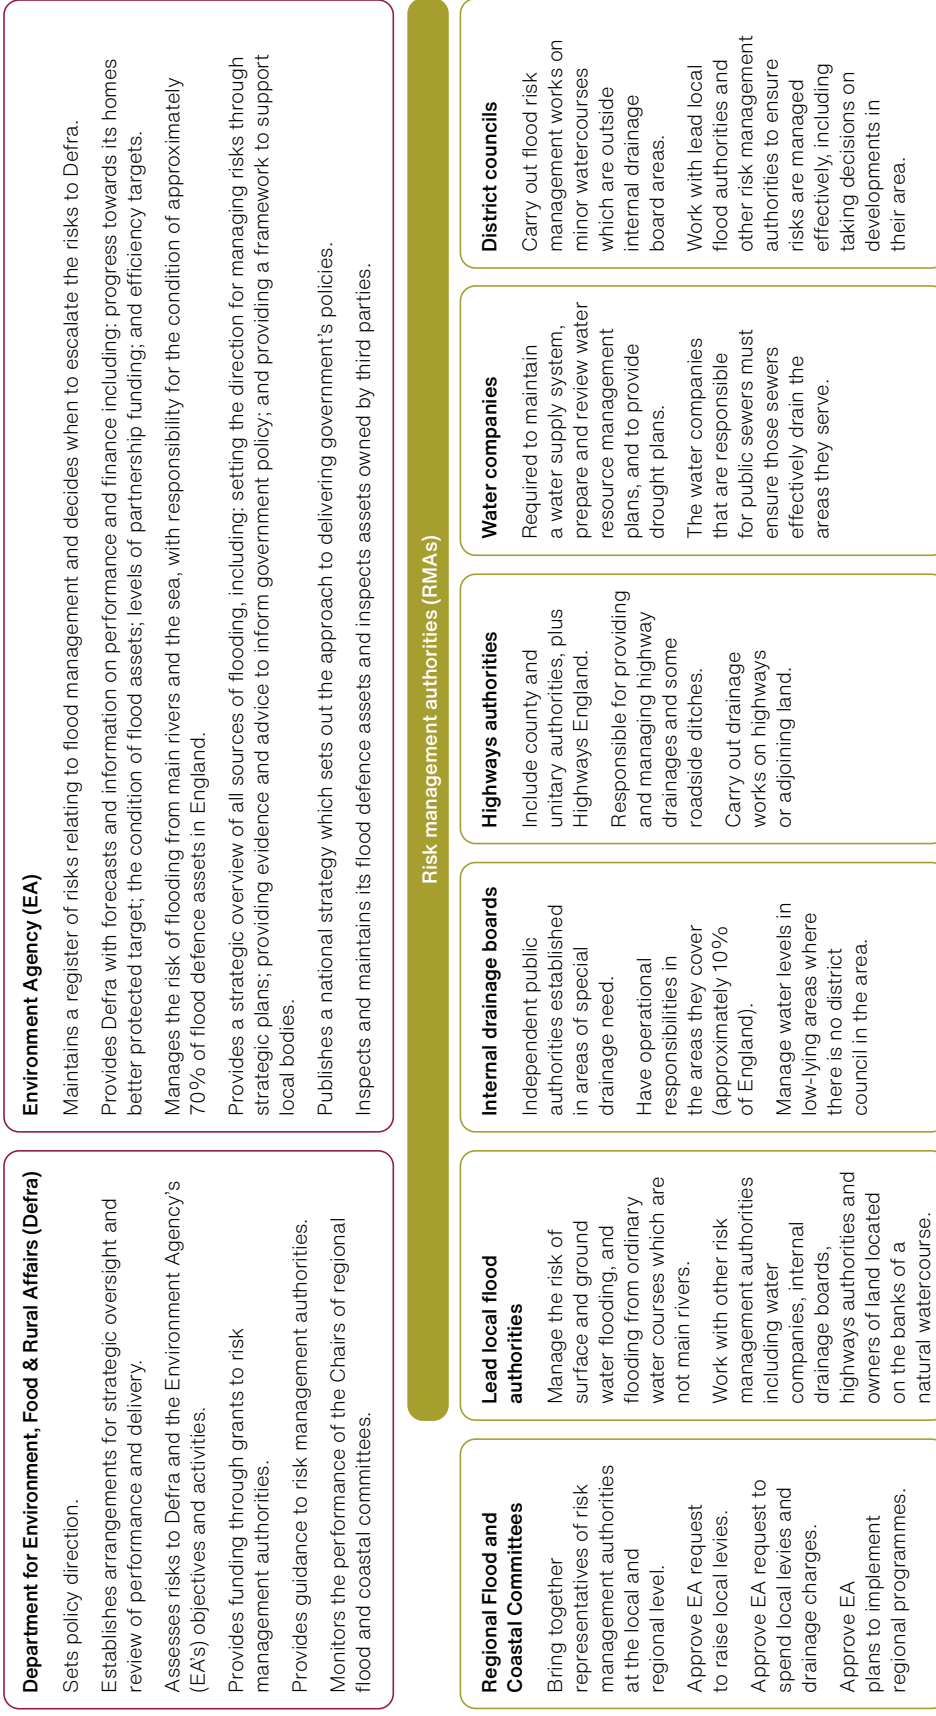 Department for Environment, Food & Rural Affairs (Defra)
Sets policy direction.
Establishes arrangements for strategic oversight and
review of performance and delivery.
Assesses risks to Defra and the Environment Agency's
(EA's) objectives and activities.
Provides funding through grants to risk
management authorities.
Provides guidance to risk management authorities.
Monitors the performance of the Chairs of regional
flood and coastal committees.
Environment Agency (EA)
Maintains a register of risks relating to flood management and decides when to escalate the risks to Defra.
Provides Defra with forecasts and information on performance and finance including: progress towards its homes
better protected target; the condition of flood assets; levels of partnership funding; and efficiency targets.
Manages the risk of flooding from main rivers and the sea, with responsibility for the condition of approximately
70% of flood defence assets in England.
Provides a strategic overview of all sources of flooding, including: setting the direction for managing risks through
strategic plans; providing evidence and advice to inform government policy; and providing a framework to support
local bodies.
Publishes a national strategy which sets out the approach to delivering government's policies.
Inspects and maintains its flood defence assets and inspects assets owned by third parties.
Risk management authorities (RMAs)
Regional Flood and
Coastal Committees
Bring together
representatives of risk
management authorities
at the local and
regional level.
Approve EA request
to raise local levies.
Approve EA request to
spend local levies and
drainage charges.
Approve EA
plans to implement
regional programmes.
Lead local flood
authorities
Manage the risk of
surface and ground
water flooding, and
flooding from ordinary
water courses which are
not main rivers.
Work with other risk
management authorities
including water
companies, internal
drainage boards,
highways authorities and
owners of land located
on the banks of a
natural watercourse.
Internal drainage boards
Independent public
authorities established
in areas of special
drainage need.
Have operational
responsibilities in
the areas they cover
(approximately 10%
of England).
Manage water levels in
low-lying areas where
there is no district
council in the area.
Highways authorities
Include county and
unitary authorities, plus
Highways England.
Responsible for providing
and managing highway
drainages and some
roadside ditches.
Carry out drainage
works on highways
or adjoining land.
Water companies
Required to maintain
a water supply system,
prepare and review water
resource management
plans, and to provide
drought plans.
The water companies
that are responsible
for public sewers must
ensure those sewers
effectively drain the
areas they serve.
District councils
Carry out flood risk
management works on
minor watercourses
which are outside
internal drainage
board areas.
Work with lead local
flood authorities and
other risk management
authorities to ensure
risks are managed
effectively, including
taking decisions on
developments in
their area.